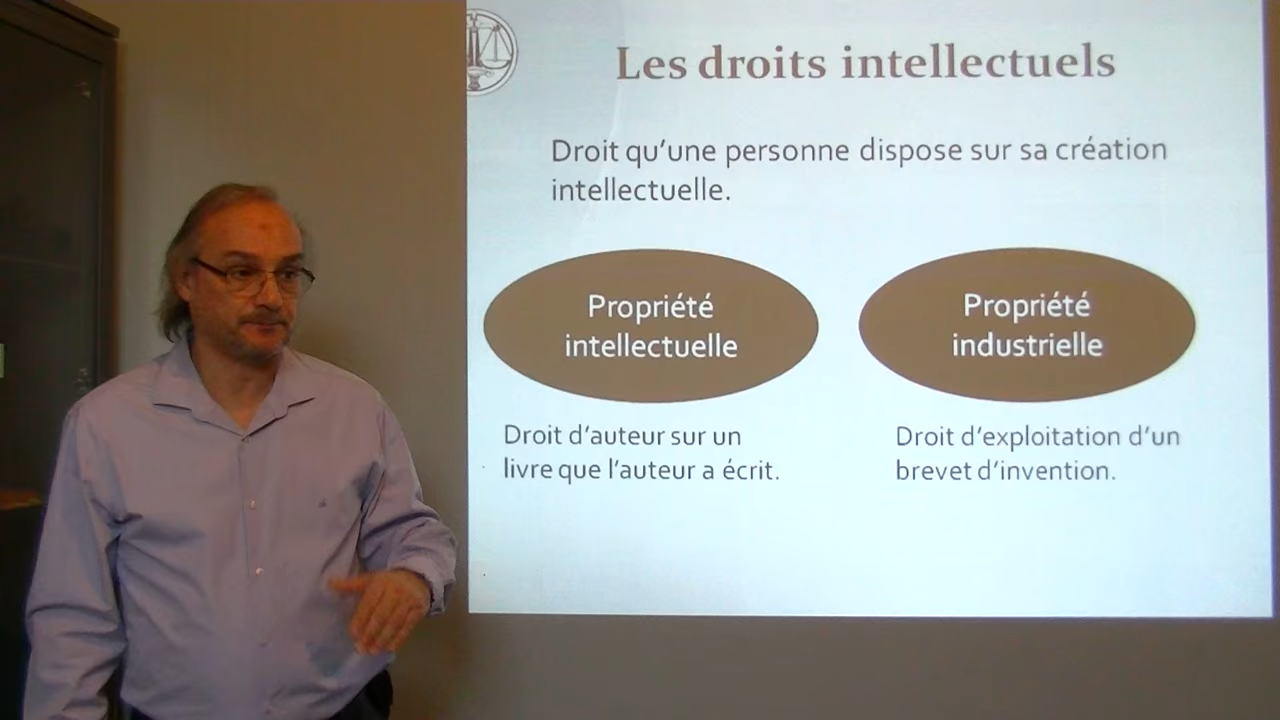 Les droits intellectuels
Droit qu’une personne dispose sur sa création
intellectuelle.
Propriété
intellectuelle
Propriété
industrielle
Droit d’auteur sur un
livre que l’auteur a écrit.
Droit d’exploitation d’un
brevet d’invention.